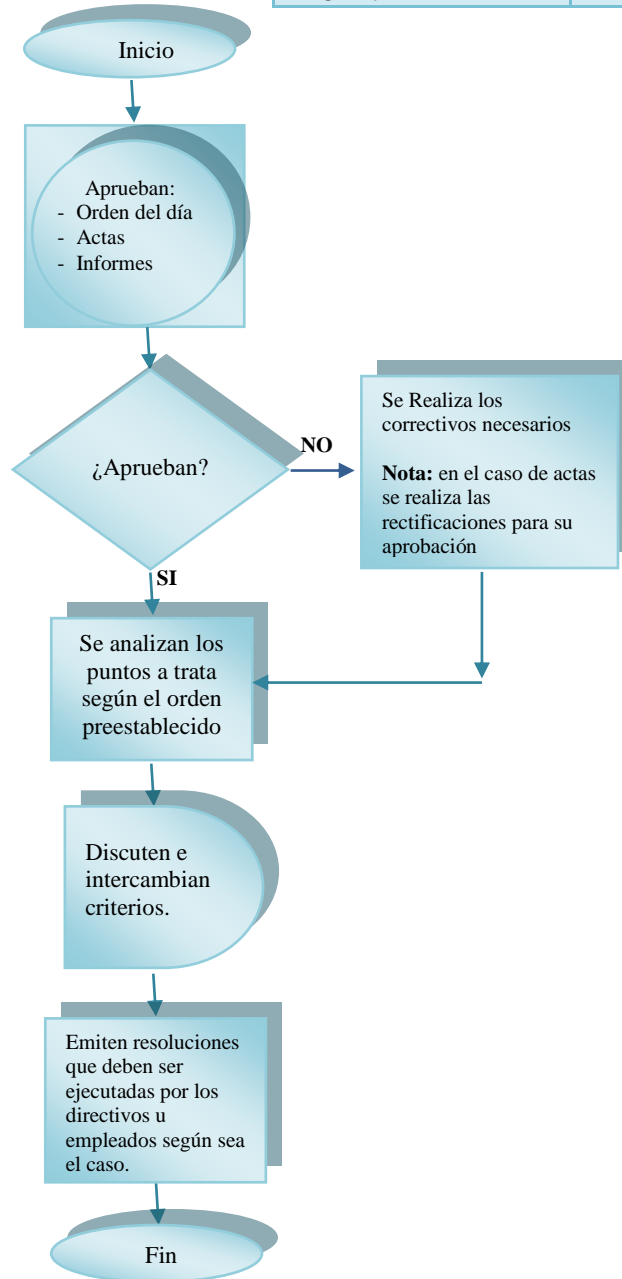 Inicio
Aprueban:
- Orden del día
- Actas
- Informes
¿Aprueban?
NO
Se Realiza los
correctivos necesarios
Nota: en el caso de actas
se realiza las
rectificaciones para su
aprobación
SI
Se analizan los
puntos a trata
según el orden
preestablecido
Discuten e
intercambian
criterios.
Emiten resoluciones
que deben ser
ejecutadas por los
directivos u
empleados según sea
el caso.
Fin